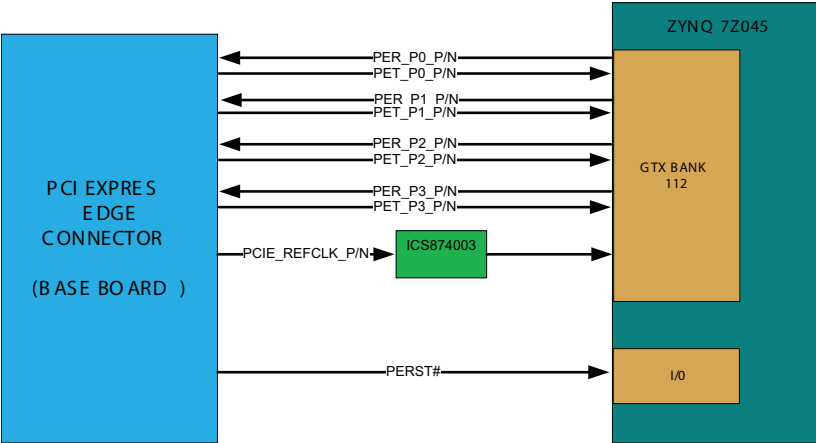 ZYNQ 7Z045
PER_P0_P/N
PET_P0_P/N
PER_P1_P/N
PET_P1_P/N
PER_P2_P/N
PET_P2_P/N
PER_P3_P/N
PET_P3_P/N
GTX BANK
112
PCI EXPRES
EDGE
CONNECTOR
(BASE BOARD )
PCIE_REFCLK_P/N
ICS874003
PERST#
I/0